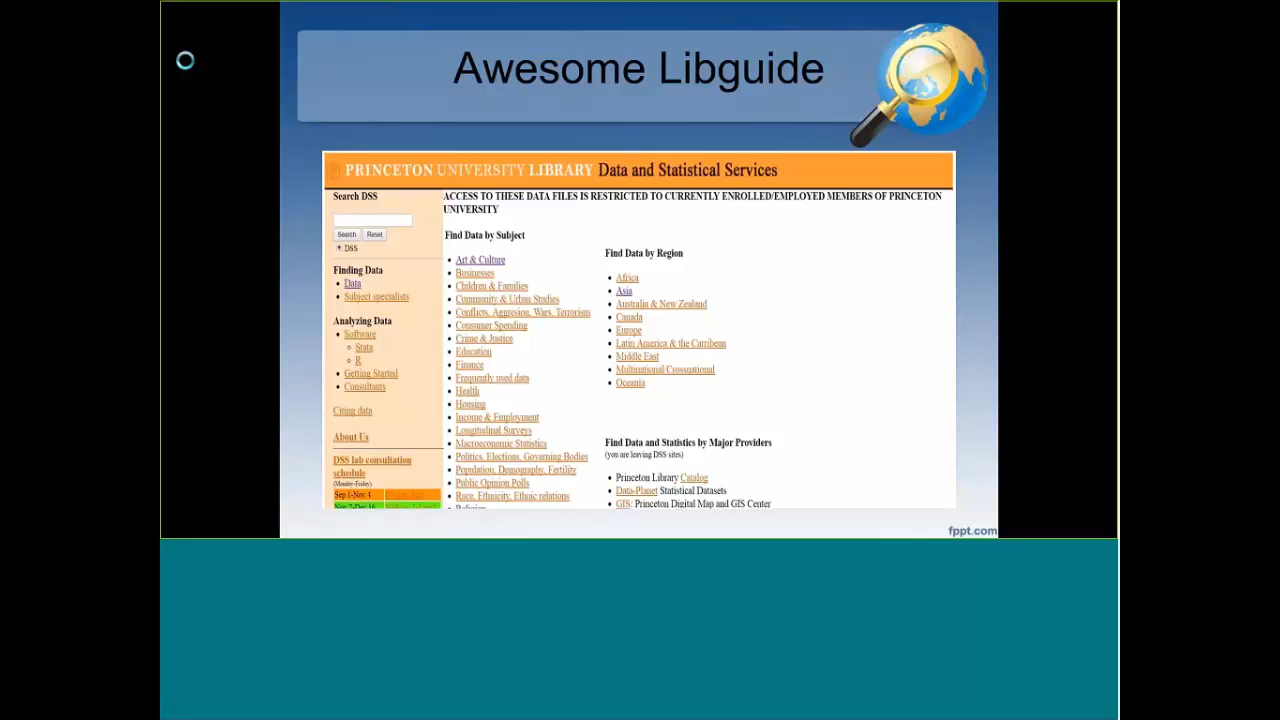 Awesome Libguide
PRINCETON UNIVERSITY LIBRARY Data and Statistical Services
Search DSS
Search Reset
DSS
Finding Data
Data
Subject specialists
Analyzing Data
Software
Stata
R
Getting Started
Consultants
Citing data
About Us
DSS lab consultation
schedule
(Monday-Friday)
Sep 1-Nov 4
ACCESS TO THESE DATA FILES IS RESTRICTED TO CURRENTLY ENROLLED/EMPLOYED MEMBERS OF PRINCETON
UNIVERSITY
Find Data by Subject
Art & Culture
Businesses
Children & Families
Community & Urban Studies
Conflicts, Aggresion, Wars, Terrorism
Consumer Spending
Crime & Justice
Education
Finance
Frequently used data
Health
Housing
Income & Employment
Longitudinal Surveys
Macroeconomic Statistics
Politics, Elections, Governing Bodies
Population, Demography, Fertility
Public Opinion Polls
Race, Ethnicity, Ethnic relations
Religion
Find Data by Region
Africa
Asia
Australia & New Zealand
Canada
Europe
Latin America & the Carribean
Middle East
Multinational/Crossnational
Oceania
Find Data and Statistics by Major Providers
(you are leaving DSS sites)
Princeton Library Catalog
Data-Planet Statistical Datasets
GIS: Princeton Digital Map and GIS Center
fppt.com